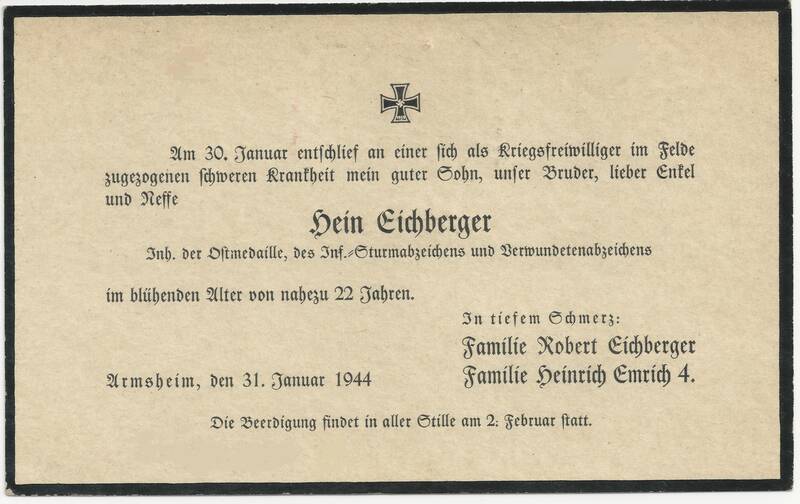 Am 30. Januar entschlief an einer sich als Kriegsfreiwilliger im Felde
zugezogenen schweren Krankheit mein guter Sohn, unser Bruder, lieber Enkel
und Neffe
Hein Eichberger
Inh. der Ostmedaille, des Inf.-Sturmabzeichens und Verwundetenabzeichens
im blühenden Alter von nahezu 22 Jahren.
In tiefem Schmerz:
Familie Robert Eichberger
Familie Heinrich Emrich 4.
Armsheim, den 31. Januar 1944
Die Beerdigung findet in aller Stille am 2. Februar statt.